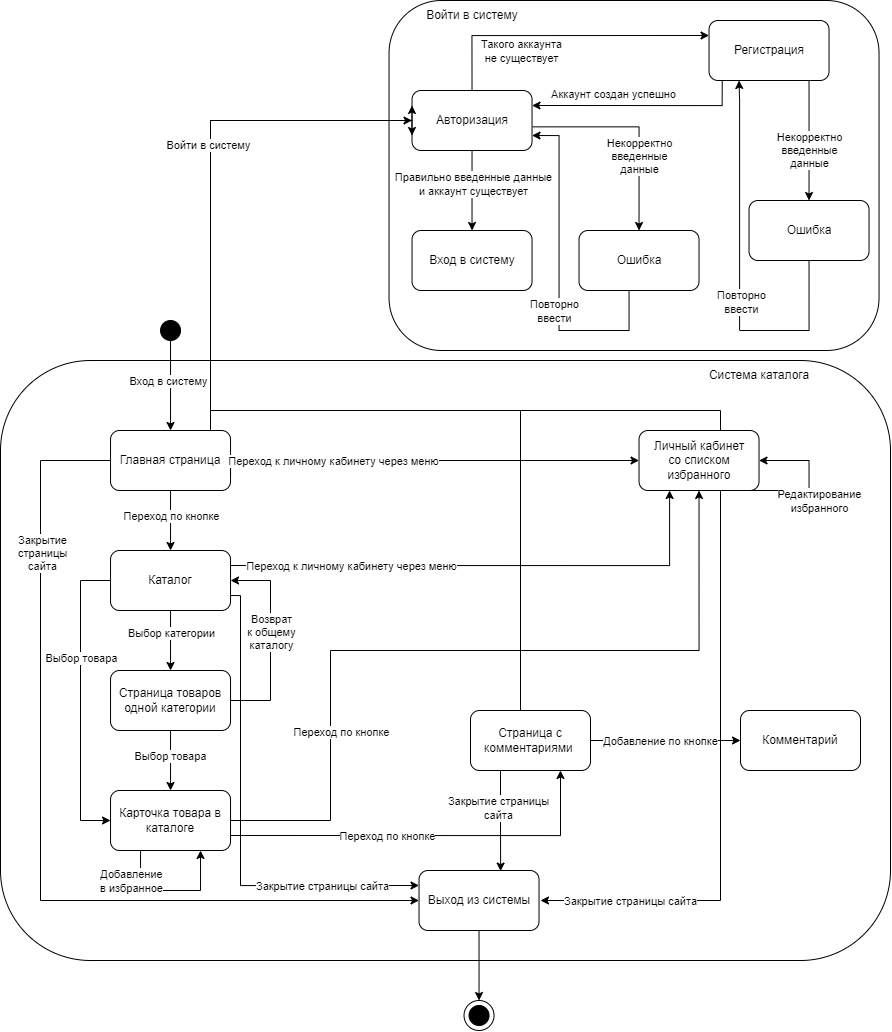 Войти в систему
Такого аккаунта
не существует
Регистрация
Аккаунт создан успешно
Авторизация
Войти в систему
Некорректно
введенные
данные
Некорректно
введенные
данные
Правильно введенные данные
и аккаунт существует
Вход в систему
Ошибка
Ошибка
Повторно
ввести
Повторно
ввести
Система каталога
Вход в систему
Главная страница
Переход к личному кабинету через меню
Личный кабинет
со списком
избранного
Редактирование
избранного
Переход по кнопке
Закрытие
страницы
сайта
Каталог
Переход к личному кабинету через меню
Возврат
к общему
каталогу
Выбор категории
Выбор товара
Страница товаров
одной категории
Переход по кнопке
Страница с
комментариями
Добавление по кнопке
Комментарий
Выбор товара
Карточка товара в
каталоге
Закрытие страницы
сайта
Переход по кнопке
Добавление
в избранное
Закрытие страницы сайта
Выход из системы
Закрытие страницы сайта